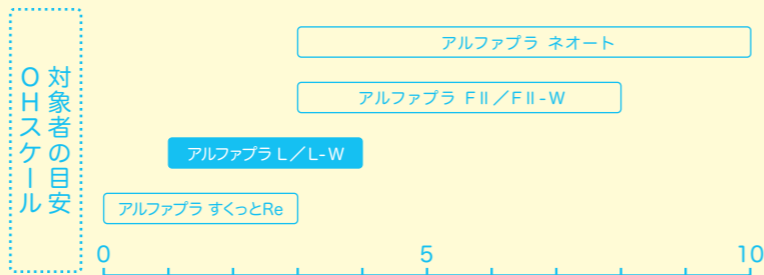 対象者の目安
OHスケール
アルファプラ ネオート
アルファプラ FⅡ／FⅡ-W
アルファプラ L／L-W
アルファプラ すくっとRe
0
5
10